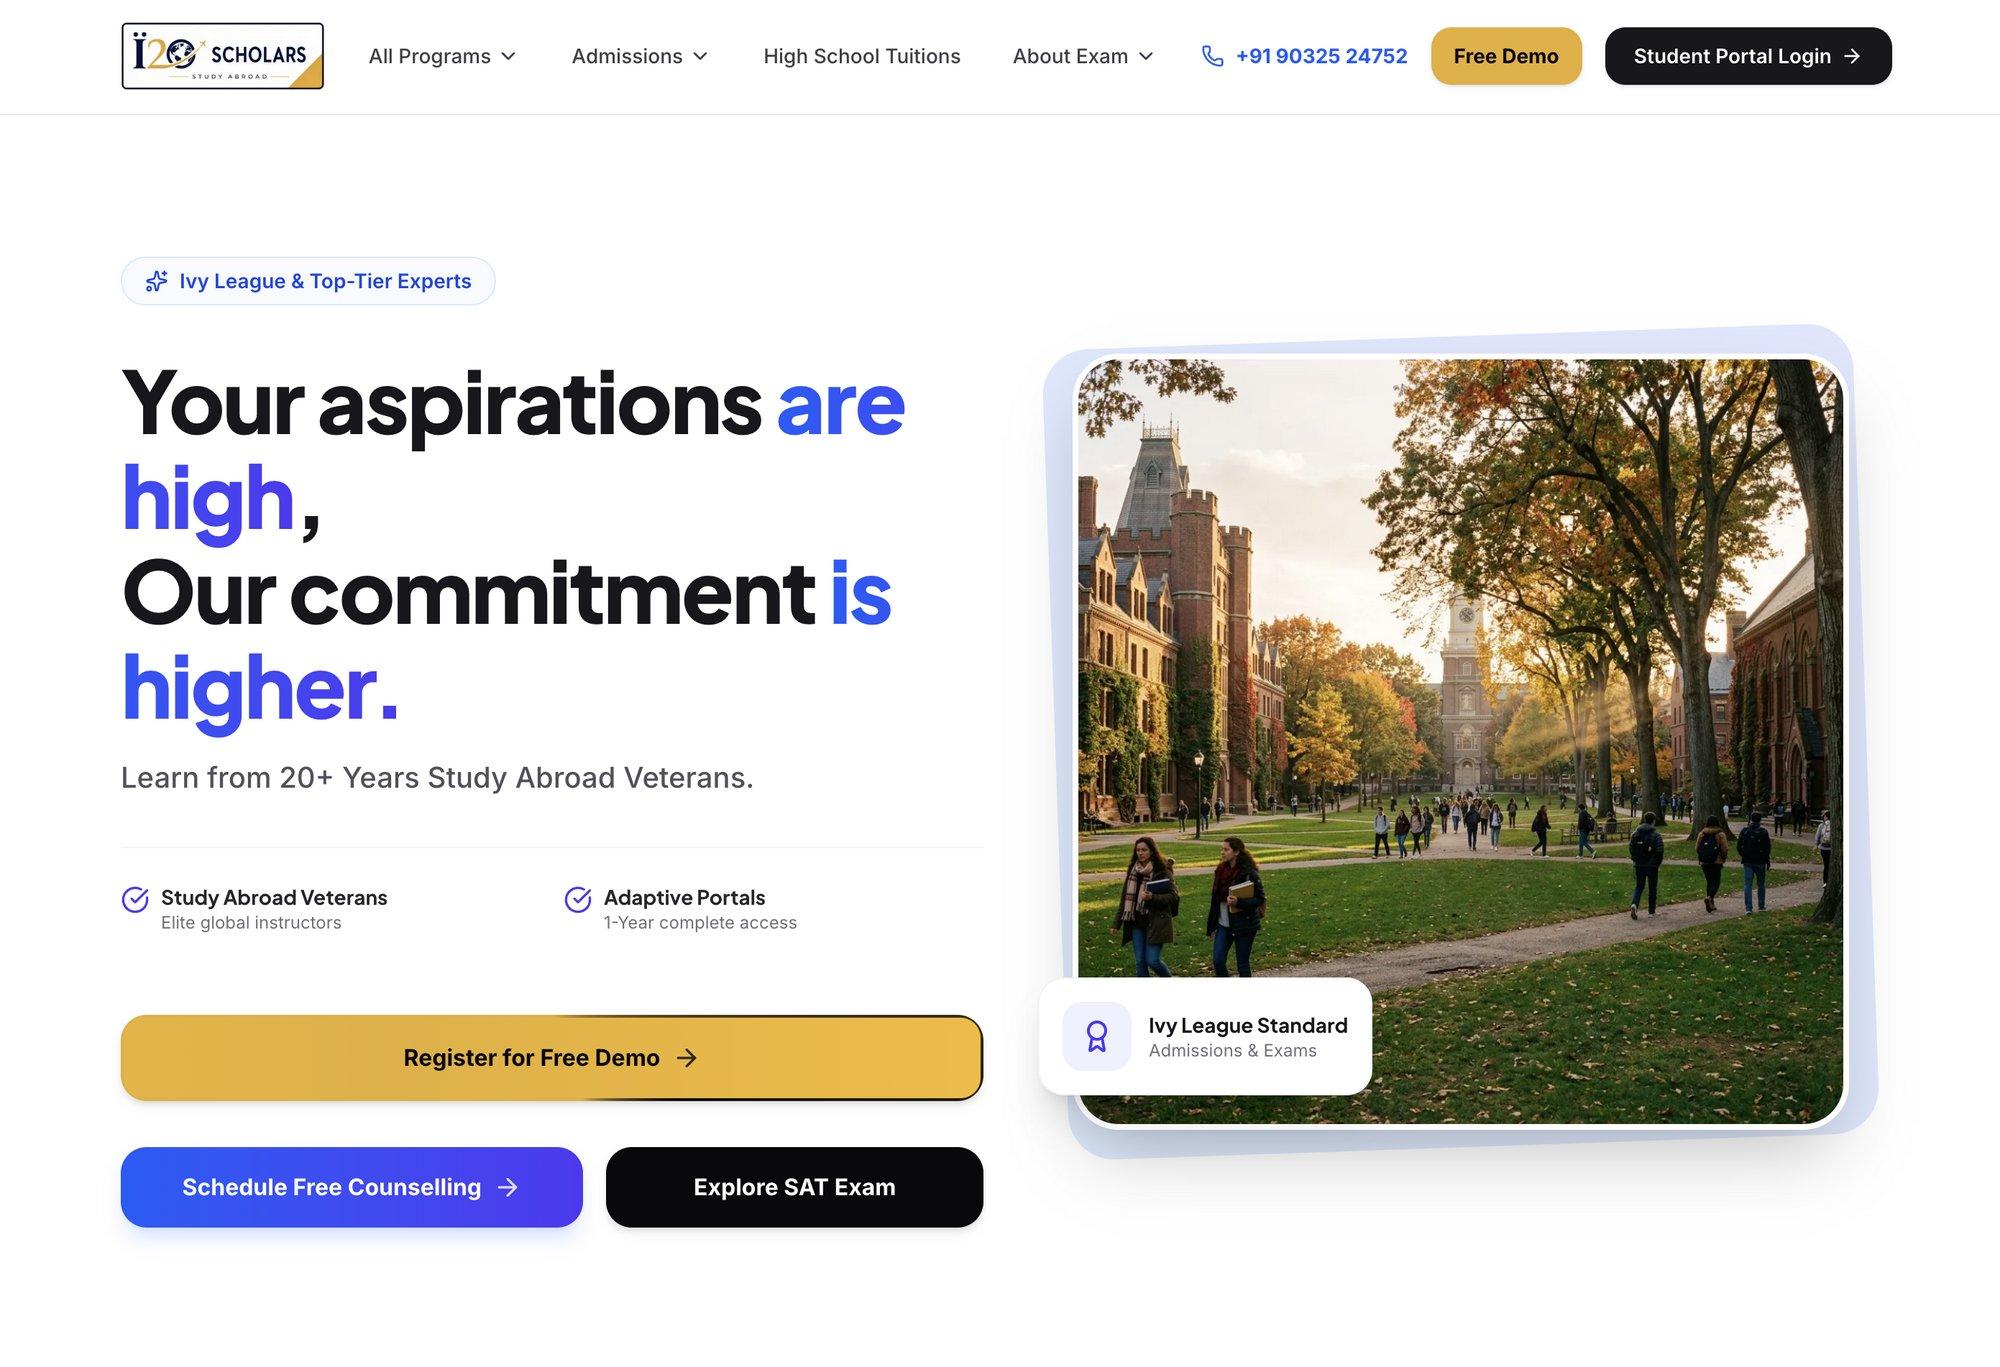 Ï20 SCHOLARS
STUDY ABROAD
All Programs
Admissions
High School Tuitions
About Exam
+91 90325 24752
Free Demo
Student Portal Login
Ivy League & Top-Tier Experts
Your aspirations are
high,
Our commitment is
higher.
Learn from 20+ Years Study Abroad Veterans.
Study Abroad Veterans
Elite global instructors
Adaptive Portals
1-Year complete access
Register for Free Demo
Schedule Free Counselling
Explore SAT Exam
Ivy League Standard
Admissions & Exams